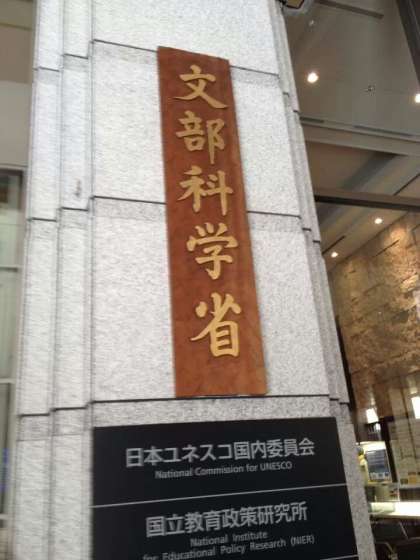 文部科学省
日本ユネスコ国内委員会
National Commission for UNESCO
国立教育政策研究所
National Institute
for Educational Policy Research (NIER)